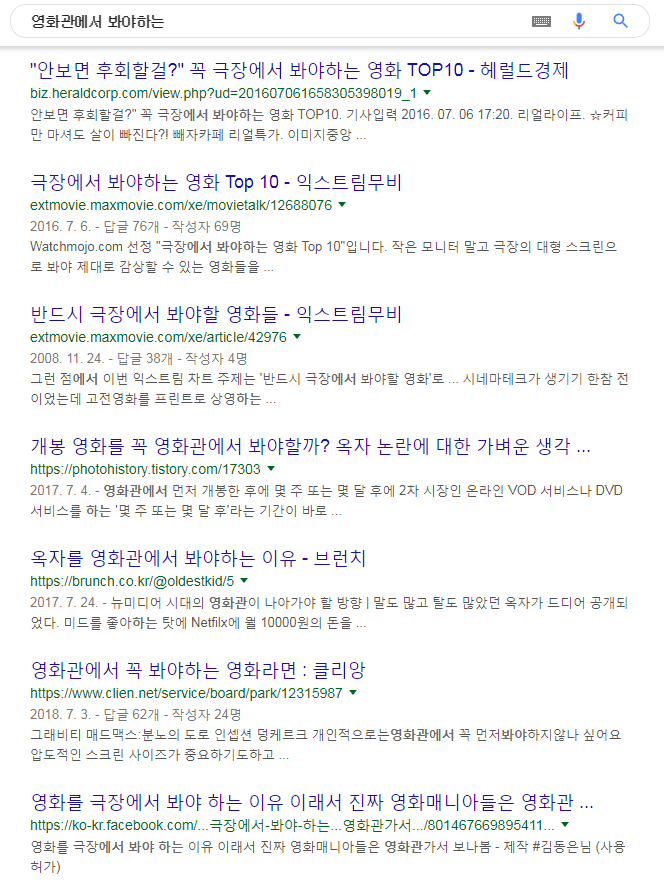 영화관에서 봐야하는
"안보면 후회할걸?" 꼭 극장에서 봐야하는 영화 TOP10 - 헤럴드경제
biz.heraldcorp.com/view.php?ud=201607061658305398019_1
안보면 후회할걸?" 꼭 극장에서 봐야하는 영화 TOP10. 기사입력 2016. 07. 06 17:20. 리얼라이프. ☆커피
만 마셔도 살이 빠진다?! 빼자카페 리얼특가. 이미지중앙 ...
극장에서 봐야하는 영화 Top 10 - 익스트림무비
extmovie.maxmovie.com/xe/movietalk/12688076
2016. 7. 6. - 답글 76개 - 작성자 69명
Watchmojo.com 선정 "극장에서 봐야하는 영화 Top 10"입니다. 작은 모니터 말고 극장의 대형 스크린으
로 봐야 제대로 감상할 수 있는 영화들을 ...
반드시 극장에서 봐야할 영화들 - 익스트림무비
extmovie.maxmovie.com/xe/article/42976
2008. 11. 24. - 답글 38개 - 작성자 4명
그런 점에서 이번 익스트림 차트 주제는 '반드시 극장에서 봐야할 영화'로 ... 시네마테크가 생기기 한참 전
이었는데 고전영화를 프린트로 상영하는 ...
개봉 영화를 꼭 영화관에서 봐야할까? 옥자 논란에 대한 가벼운 생각 ...
https://photohistory.tistory.com/17303
2017. 7. 4. - 영화관에서 먼저 개봉한 후에 몇 주 또는 몇 달 후에 2차 시장인 온라인 VOD 서비스나 DVD
서비스를 하는 '몇 주 또는 몇 달 후'라는 기간이 바로 ...
옥자를 영화관에서 봐야하는 이유 - 브런치
https://brunch.co.kr/@oldestkid/5
2017. 7. 24. - 뉴미디어 시대의 영화관이 나아가야 할 방향 | 말도 많고 탈도 많았던 옥자가 드디어 공개되
었다. 미드를 좋아하는 탓에 Netfilx에 월 10000원의 돈을 ...
영화관에서 꼭 봐야하는 영화라면 : 클리앙
https://www.clien.net/service/board/park/12315987
2018. 7. 3. - 답글 62개 - 작성자 24명
그래비티 매드맥스:분노의 도로 인셉션 덩케르크 개인적으로는영화관에서 꼭 먼저봐야하지않나 싶어요
압도적인 스크린 사이즈가 중요하기도하고 ...
영화를 극장에서 봐야 하는 이유 이래서 진짜 영화매니아들은 영화관 ...
https://ko-kr.facebook.com/...극장에서-봐야-하는...영화관가서.../801467669895411...
영화를 극장에서 봐야 하는 이유 이래서 진짜 영화매니아들은 영화관가서 보나봄 - 제작 #김동은님 (사용
허가)